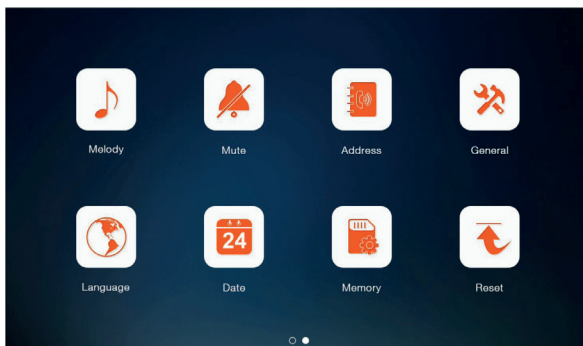 Melody
Mute
Address
General
24
Language
Date
Memory
Reset